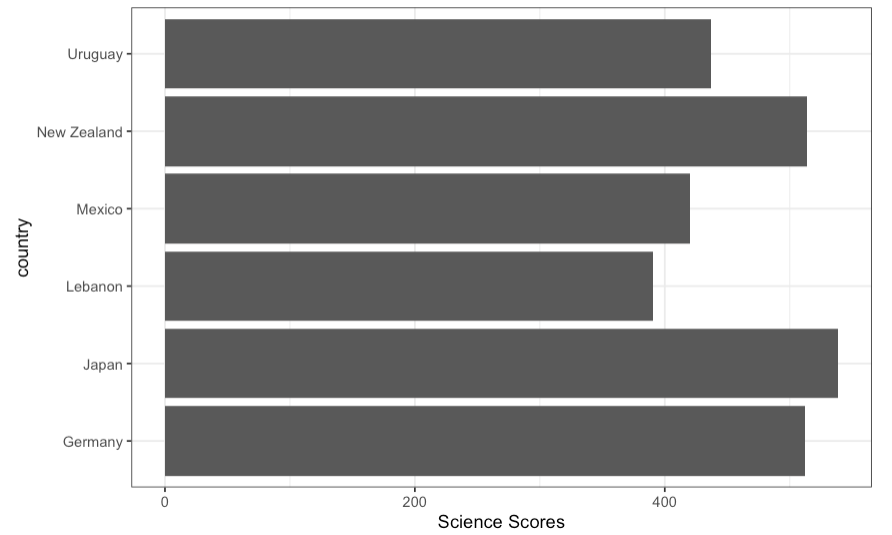 Uruguay
New Zealand
Mexico
Lebanon
Japan
Germany
country
0 200 400
Science Scores